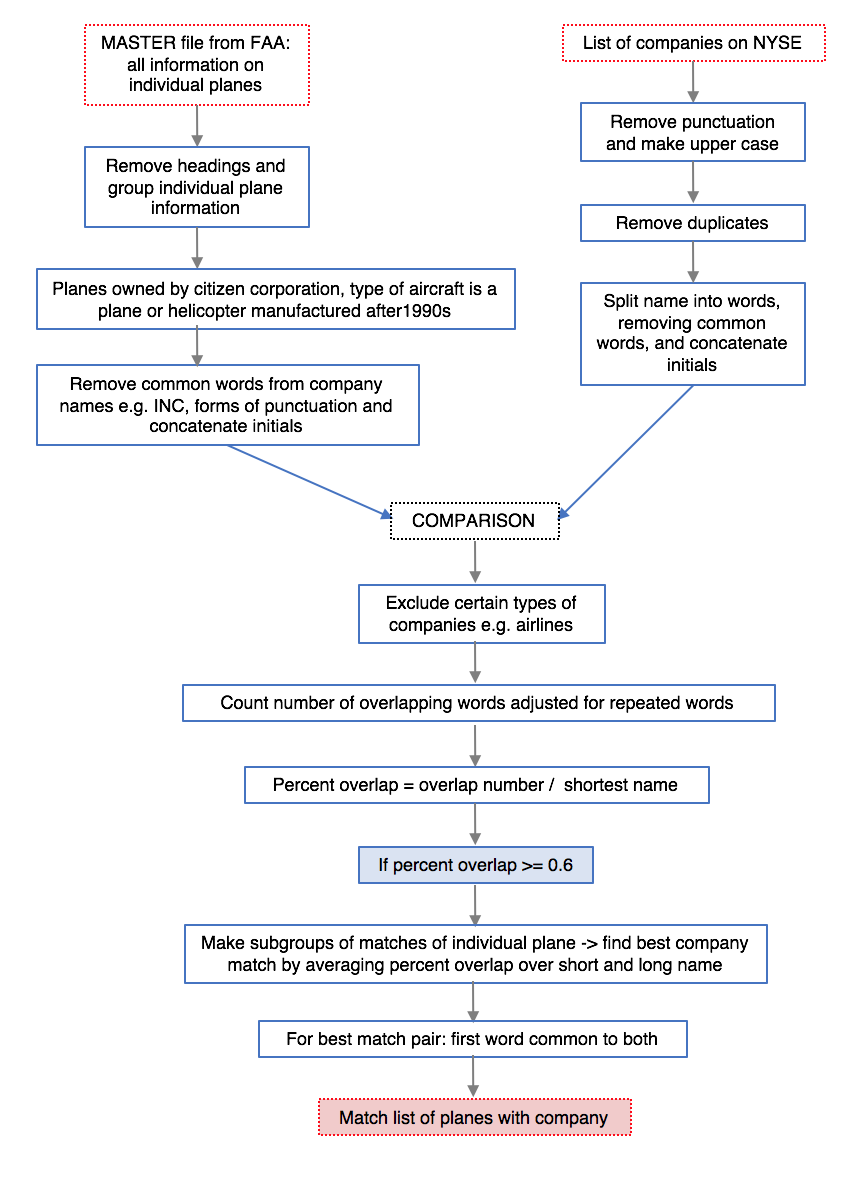 MASTER file from FAA:
all information on
individual planes
Remove headings and
group individual plane
information
Planes owned by citizen corporation, type of aircraft is a
plane or helicopter manufactured after1990s
Remove common words from company
names e.g. INC, forms of punctuation and
concatenate initials
List of companies on NYSE
Remove punctuation
and make upper case
Remove duplicates
Split name into words,
removing common
words, and concatenate
initials
COMPARISON
Exclude certain types of
companies e.g. airlines
Count number of overlapping words adjusted for repeated words
Percent overlap = overlap number /  shortest name
If percent overlap >= 0.6
Make subgroups of matches of individual plane -> find best company
match by averaging percent overlap over short and long name
For best match pair: first word common to both
Match list of planes with company